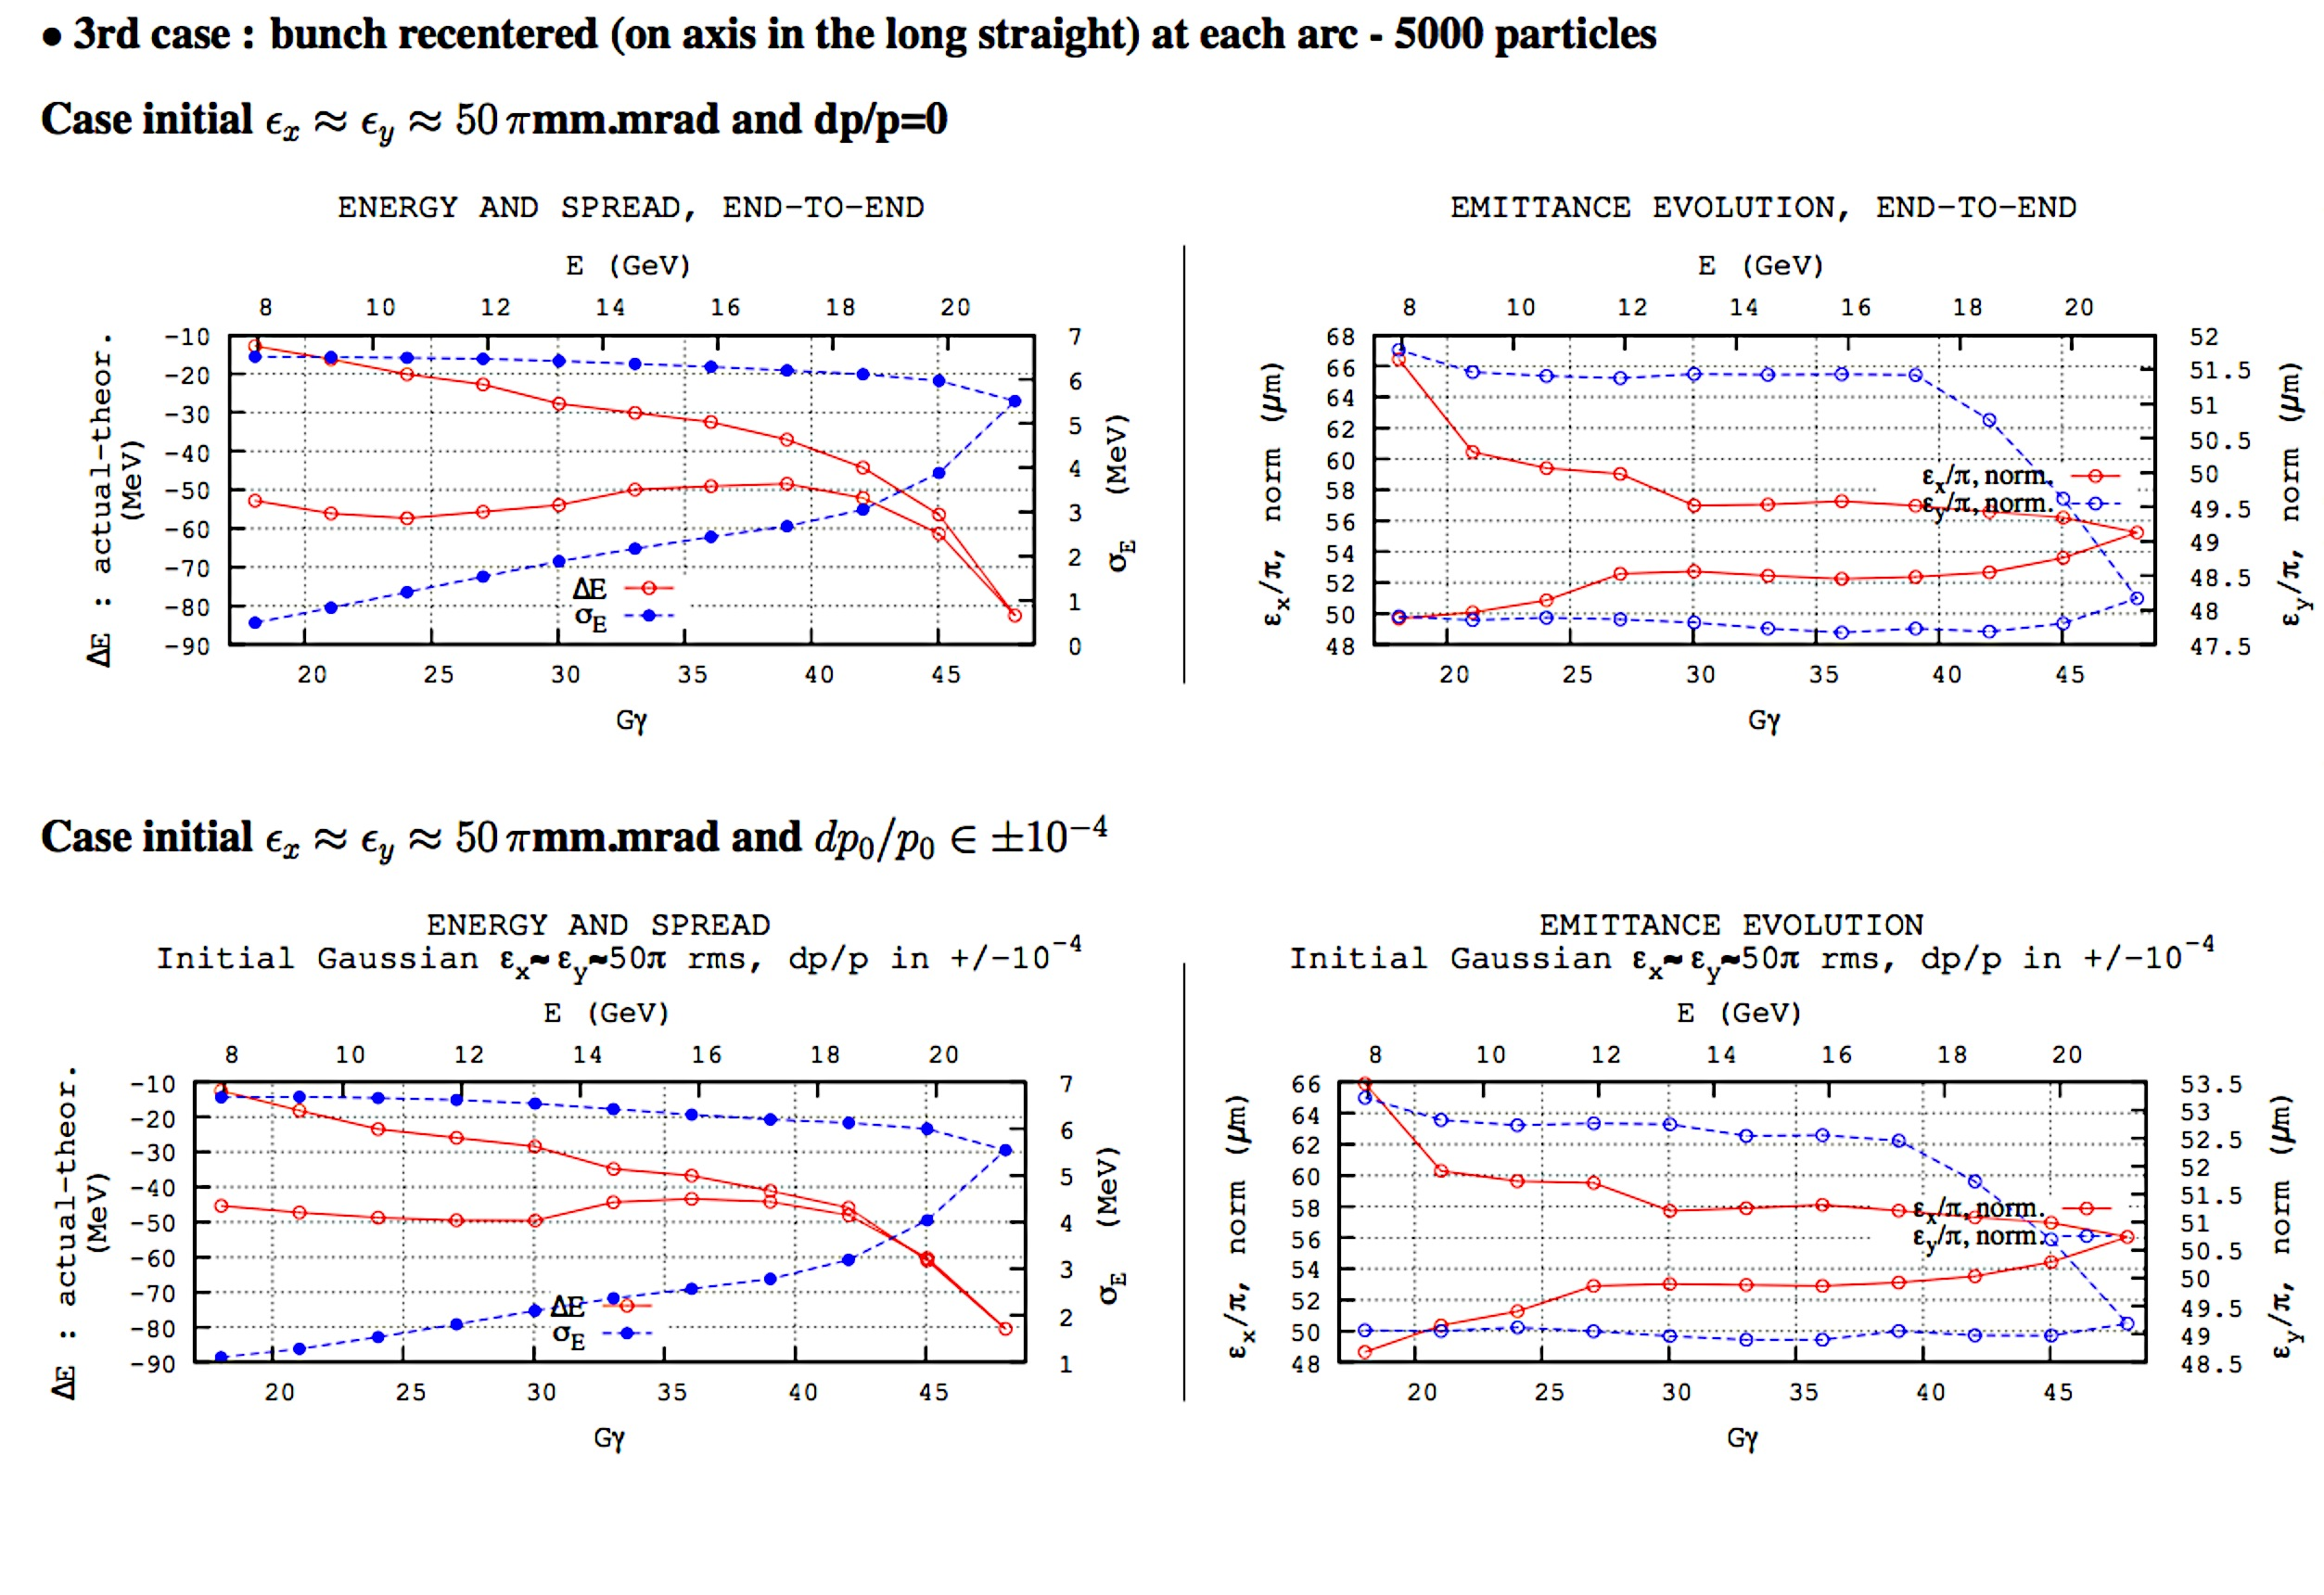 • 3rd case : bunch recentered (on axis in the long straight) at each arc - 5000 particles
Case initial ϵx ≈ ϵy ≈ 50 πmm.mrad and dp/p=0
ENERGY AND SPREAD, END-TO-END
E (GeV)
8 10 12 14 16 18 20
-10
-20
-30
-40
-50
-60
-70
-80
-90
ΔE : actual-theor.
(MeV)
7
6
5
4
3
2
1
0
σE (MeV)
ΔE
σE
20 25 30 35 40 45
Gγ
EMITTANCE EVOLUTION, END-TO-END
E (GeV)
8 10 12 14 16 18 20
68
66
64
62
60
58
56
54
52
50
48
εx/π, norm (μm)
52
51.5
51
50.5
50
49.5
49
48.5
48
47.5
εy/π, norm (μm)
εx/π, norm.
εy/π, norm.
20 25 30 35 40 45
Gγ
Case initial ϵx ≈ ϵy ≈ 50 πmm.mrad and dp₀/p₀ ∈ ±10⁻⁴
ENERGY AND SPREAD
Initial Gaussian εx≈εy≈50π rms, dp/p in +/-10⁻⁴
E (GeV)
8 10 12 14 16 18 20
-10
-20
-30
-40
-50
-60
-70
-80
-90
ΔE : actual-theor.
(MeV)
7
6
5
4
3
2
1
σE (MeV)
ΔE
σE
20 25 30 35 40 45
Gγ
EMITTANCE EVOLUTION
Initial Gaussian εx≈εy≈50π rms, dp/p in +/-10⁻⁴
E (GeV)
8 10 12 14 16 18 20
66
64
62
60
58
56
54
52
50
48
εx/π, norm (μm)
53.5
53
52.5
52
51.5
51
50.5
50
49.5
49
48.5
εy/π, norm (μm)
εx/π, norm.
εy/π, norm.
20 25 30 35 40 45
Gγ